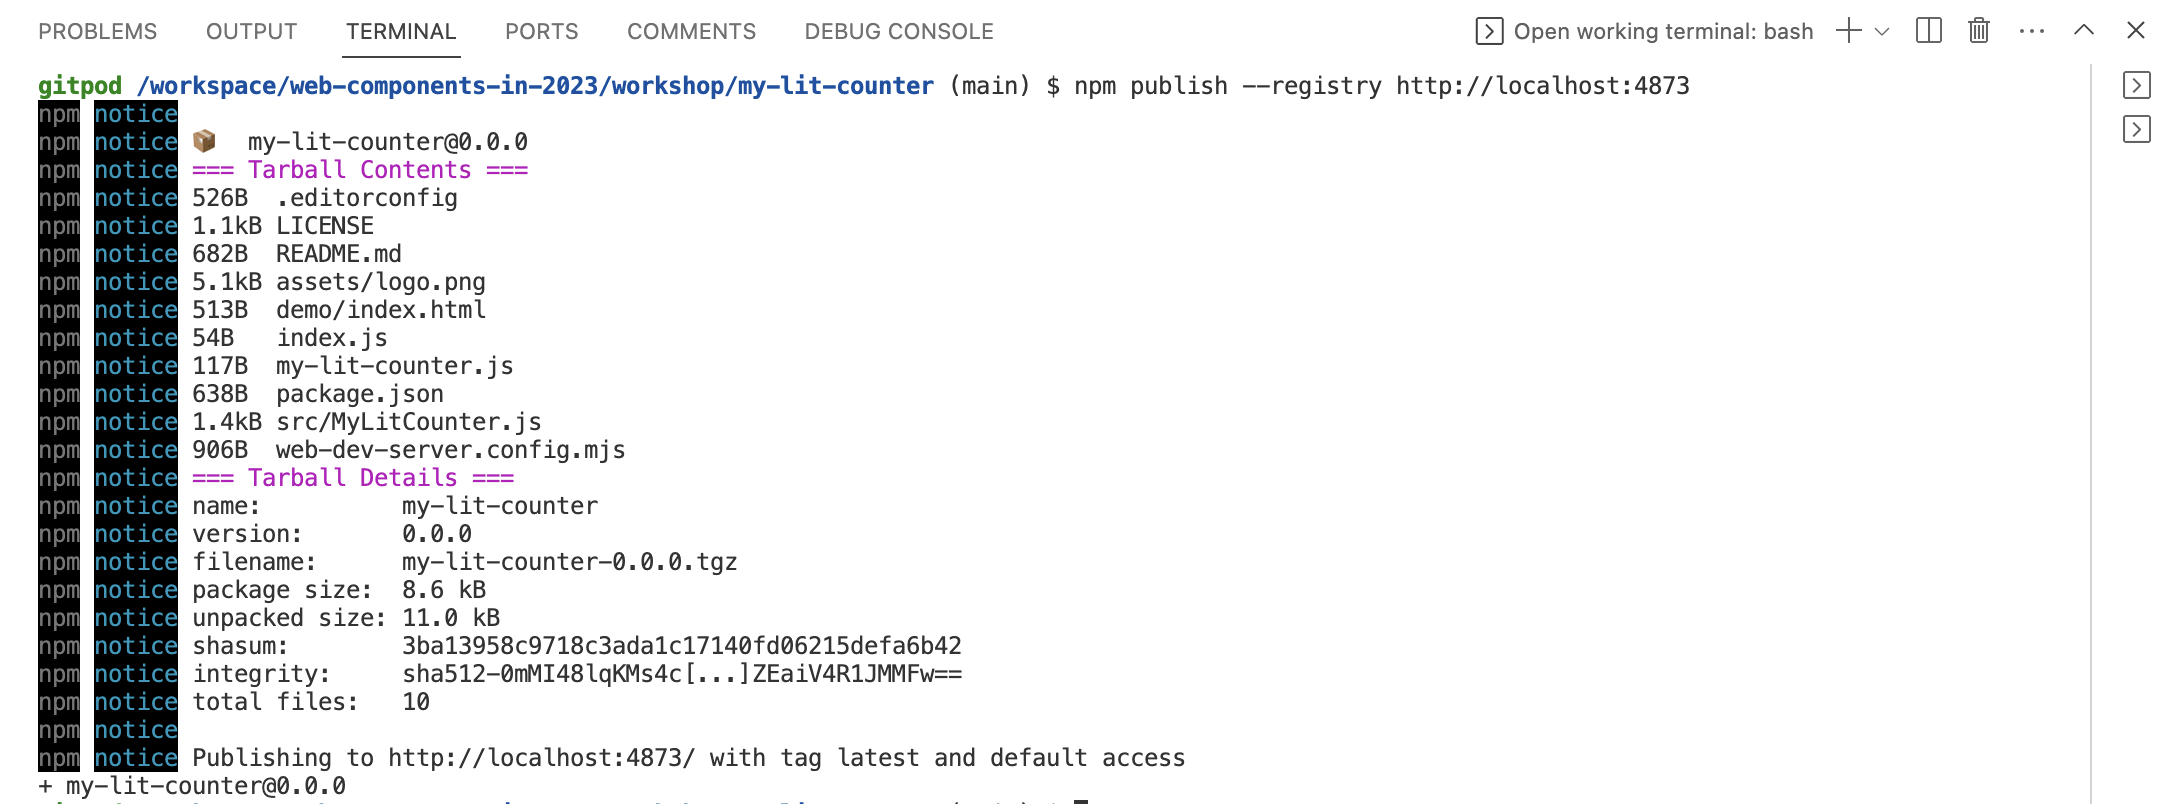 PROBLEMS OUTPUT TERMINAL PORTS COMMENTS DEBUG CONSOLE Open working terminal: bash
gitpod /workspace/web-components-in-2023/workshop/my-lit-counter (main) $ npm publish --registry http://localhost:4873
npm notice
npm notice 📦 my-lit-counter@0.0.0
npm notice === Tarball Contents ===
npm notice 526B .editorconfig
npm notice 1.1kB LICENSE
npm notice 682B README.md
npm notice 5.1kB assets/logo.png
npm notice 513B demo/index.html
npm notice 54B index.js
npm notice 117B my-lit-counter.js
npm notice 638B package.json
npm notice 1.4kB src/MyLitCounter.js
npm notice 906B web-dev-server.config.mjs
npm notice === Tarball Details ===
npm notice name: my-lit-counter
npm notice version: 0.0.0
npm notice filename: my-lit-counter-0.0.0.tgz
npm notice package size: 8.6 kB
npm notice unpacked size: 11.0 kB
npm notice shasum: 3ba13958c9718c3ada1c17140fd06215defa6b42
npm notice integrity: sha512-0mMI48lqKMs4c[...]ZEaiV4R1JMMFw==
npm notice total files: 10
npm notice
npm notice Publishing to http://localhost:4873/ with tag latest and default access
+ my-lit-counter@0.0.0